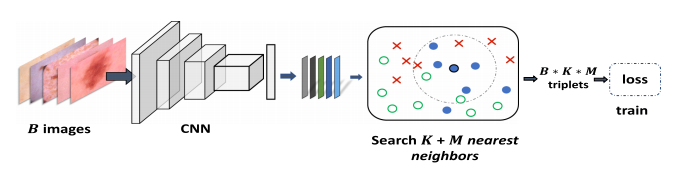 B images
CNN
Search K + M nearest
neighbors
B * K * M
triplets
loss
train